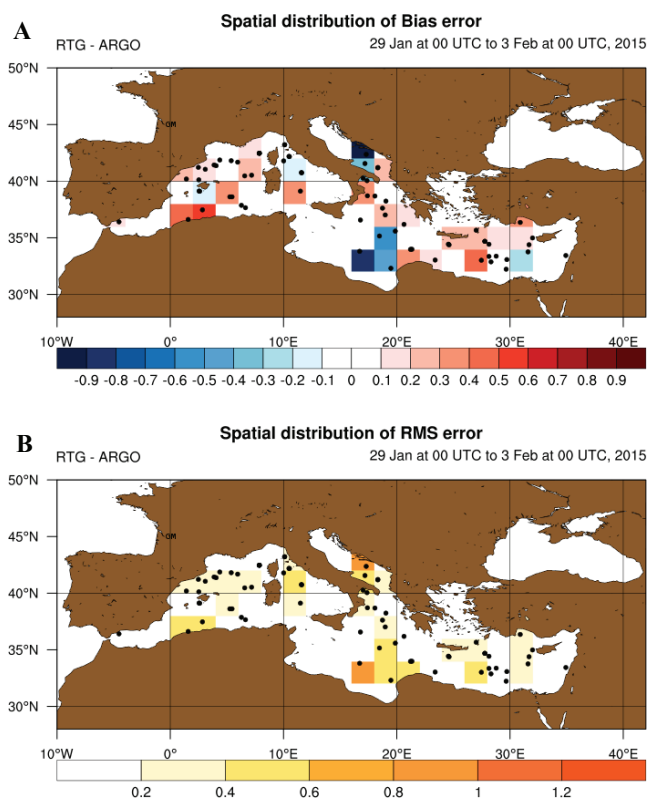 A
Spatial distribution of Bias error
RTG - ARGO
29 Jan at 00 UTC to 3 Feb at 00 UTC, 2015
50°N
GM
45°N
40°N
35°N
30°N
10°W 0° 10°E 20°E 30°E 40°E
-0.9 -0.8 -0.7 -0.6 -0.5 -0.4 -0.3 -0.2 -0.1 0 0.1 0.2 0.3 0.4 0.5 0.6 0.7 0.8 0.9
B
Spatial distribution of RMS error
RTG - ARGO
29 Jan at 00 UTC to 3 Feb at 00 UTC, 2015
50°N
45°N
GM
40°N
35°N
30°N
10°W 0° 10°E 20°E 30°E 40°E
0.2 0.4 0.6 0.8 1 1.2